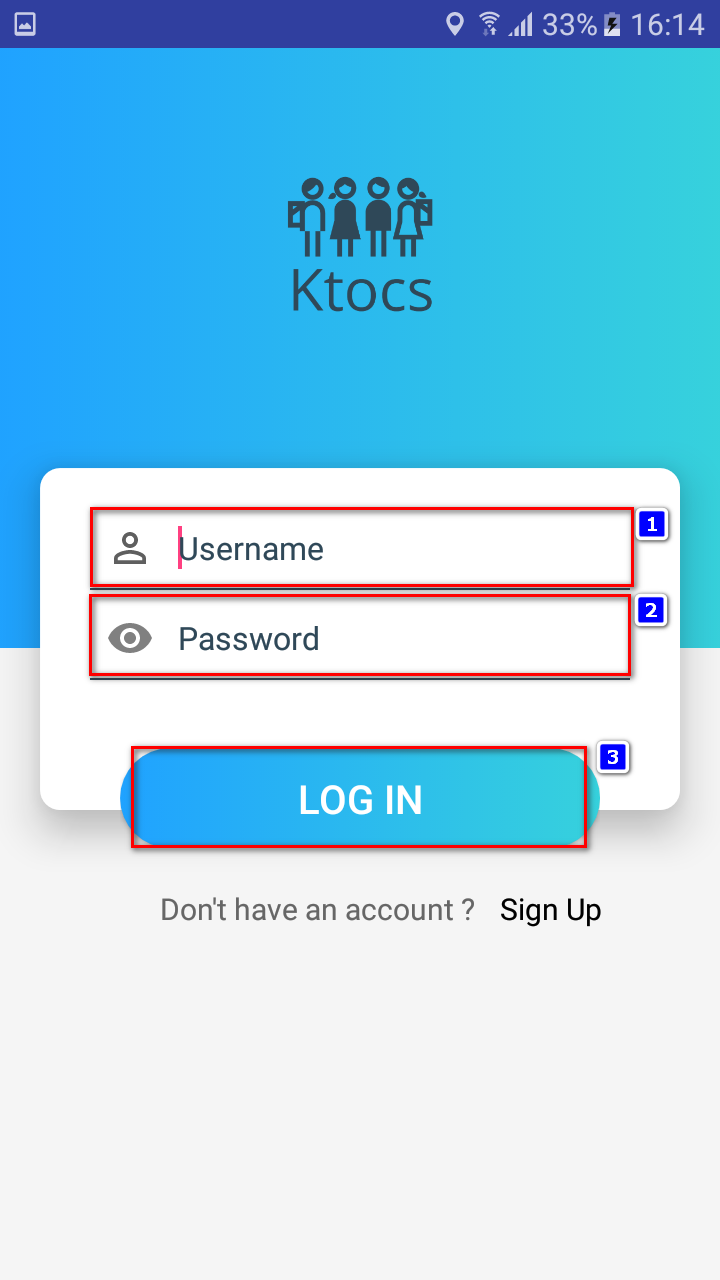 33% 16:14
Ktocs
Username 1
Password 2
LOG IN 3
Don't have an account ? Sign Up